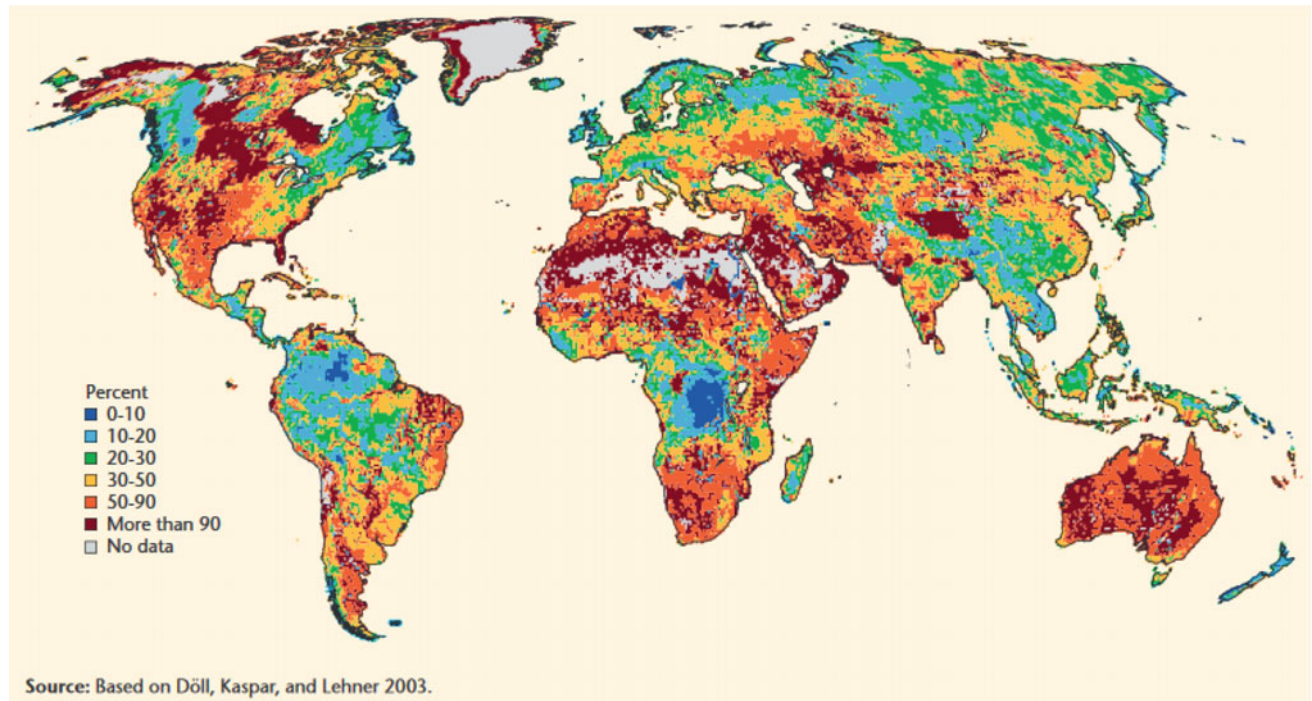 Percent
0-10
10-20
20-30
30-50
50-90
More than 90
No data
Source: Based on Döll, Kaspar, and Lehner 2003.